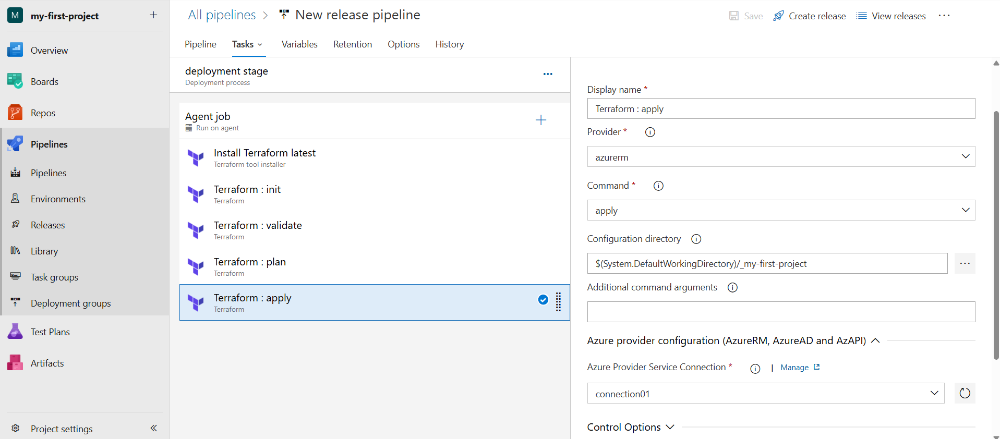 M my-first-project
Overview
Boards
Repos
Pipelines
Pipelines
Environments
Releases
Library
Task groups
Deployment groups
Test Plans
Artifacts
Project settings
All pipelines > New release pipeline
Save Create release View releases ...
Pipeline Tasks Variables Retention Options History
deployment stage
Deployment process
Agent job
Run on agent
Install Terraform latest
Terraform tool installer
Terraform : init
Terraform
Terraform : validate
Terraform
Terraform : plan
Terraform
Terraform : apply
Terraform
Display name *
Terraform : apply
Provider *
azurerm
Command *
apply
Configuration directory
$(System.DefaultWorkingDirectory)/_my-first-project
Additional command arguments
Azure provider configuration (AzureRM, AzureAD and AzAPI)
Azure Provider Service Connection * | Manage
connection01
Control Options